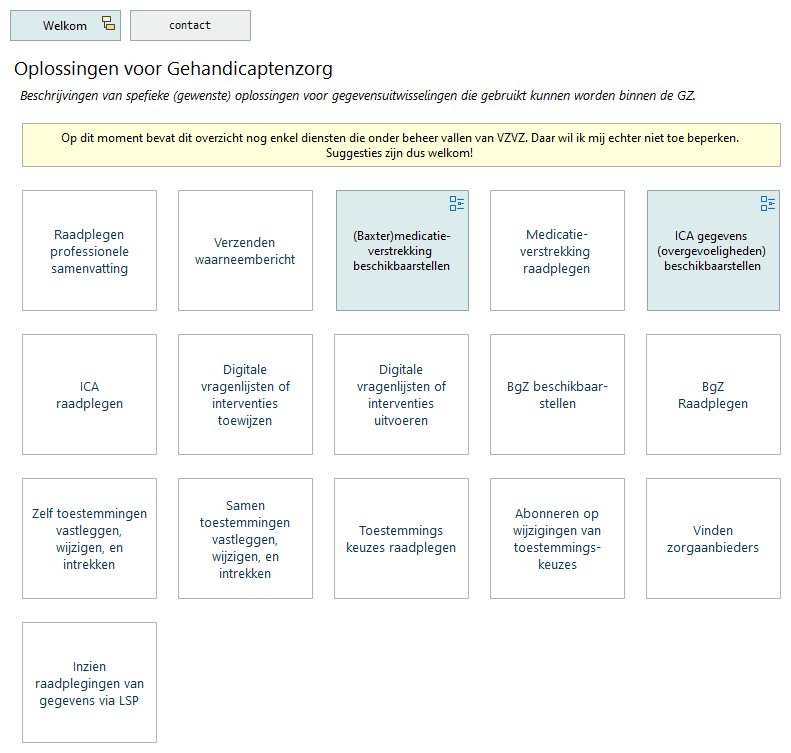 Welkom
contact
Oplossingen voor Gehandicaptenzorg
Beschrijvingen van spefieke (gewenste) oplossingen voor gegevensuitwisselingen die gebruikt kunnen worden binnen de GZ.
Op dit moment bevat dit overzicht nog enkel diensten die onder beheer vallen van VZVZ. Daar wil ik mij echter niet toe beperken.
Suggesties zijn dus welkom!
Raadplegen
professionele
samenvatting
Verzenden
waarneembericht
(Baxter)medicatie-
verstrekking
beschikbaarstellen
Medicatie-
verstrekking
raadplegen
ICA gegevens
(overgevoeligheden)
beschikbaarstellen
ICA
raadplegen
Digitale
vragenlijsten of
interventies
toewijzen
Digitale
vragenlijsten of
interventies
uitvoeren
BgZ beschikbaar-
stellen
BgZ
Raadplegen
Zelf toestemmingen
vastleggen,
wijzigen, en
intrekken
Samen
toestemmingen
vastleggen,
wijzigen, en
intrekken
Toestemmings
keuzes raadplegen
Abonneren op
wijzigingen van
toestemmings-
keuzes
Vinden
zorgaanbieders
Inzien
raadplegingen van
gegevens via LSP